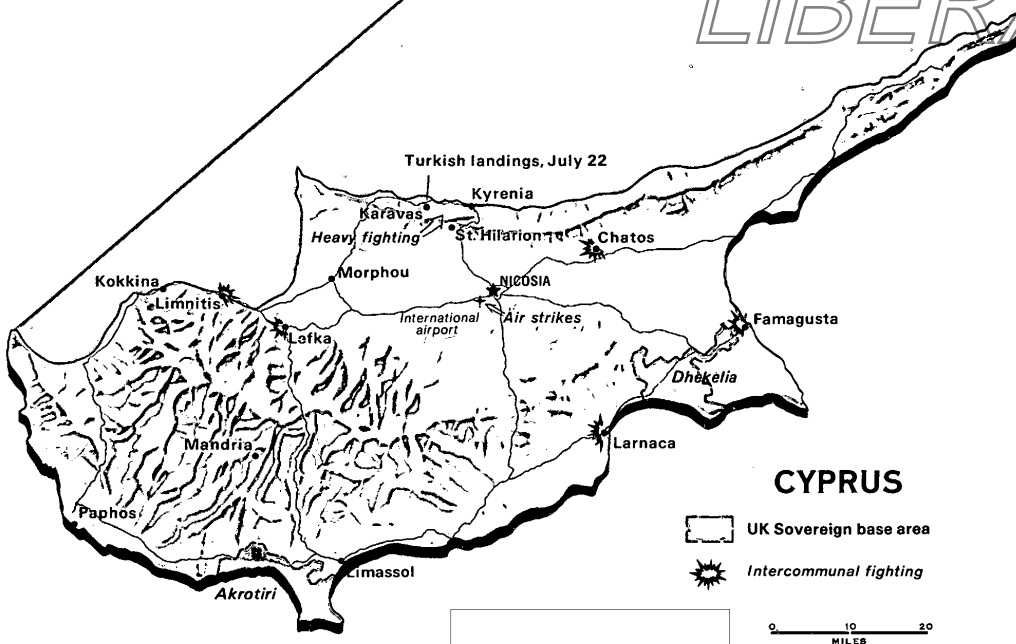 LIBERA
Turkish landings, July 22
Kyrenia
Karavas
Heavy fighting
St. Hilarion
Chatos
Morphou
Kokkina
NICOSIA
Limnitis
International
airport
Air strikes
Famagusta
Lefka
Dhekelia
Mandria
Larnaca
CYPRUS
Paphos
UK Sovereign base area
Intercommunal fighting
Limassol
Akrotiri
0 10 20
MILES